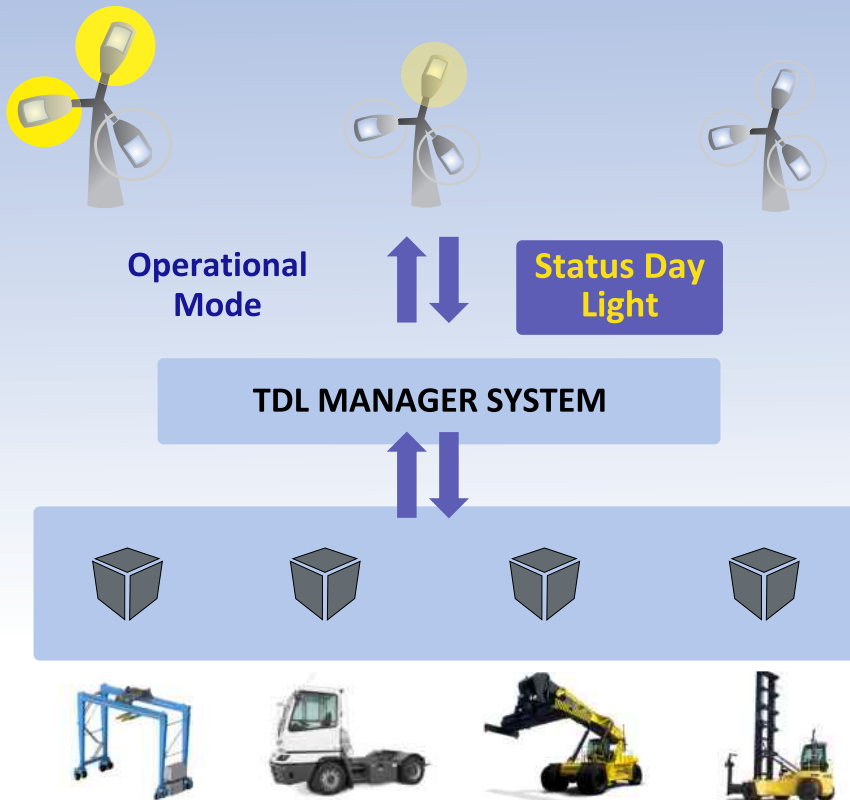 Operational
Mode
Status Day
Light
TDL MANAGER SYSTEM